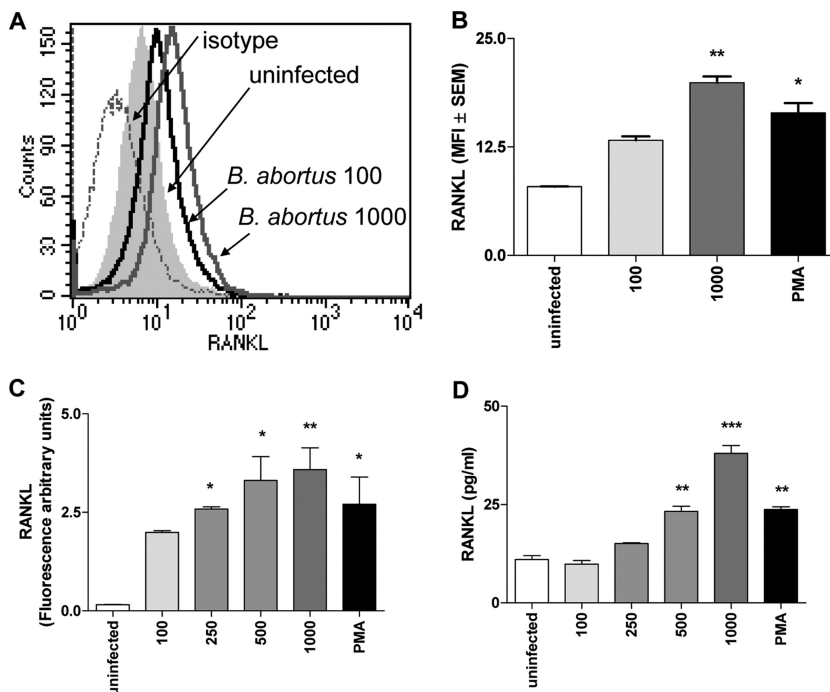 A
isotype
uninfected
B. abortus 100
B. abortus 1000
Counts
150
120
90
60
30
0
10^0 10^1 10^2 10^3 10^4
RANKL
B
RANKL (MFI ± SEM)
25.0
12.5
0.0
** *
uninfected 100 1000 PMA
C
RANKL
(Fluorescence arbitrary units)
5.0
2.5
0.0
* * ** *
uninfected 100 250 500 1000 PMA
D
RANKL (pg/ml)
50
25
0
** *** **
uninfected 100 250 500 1000 PMA